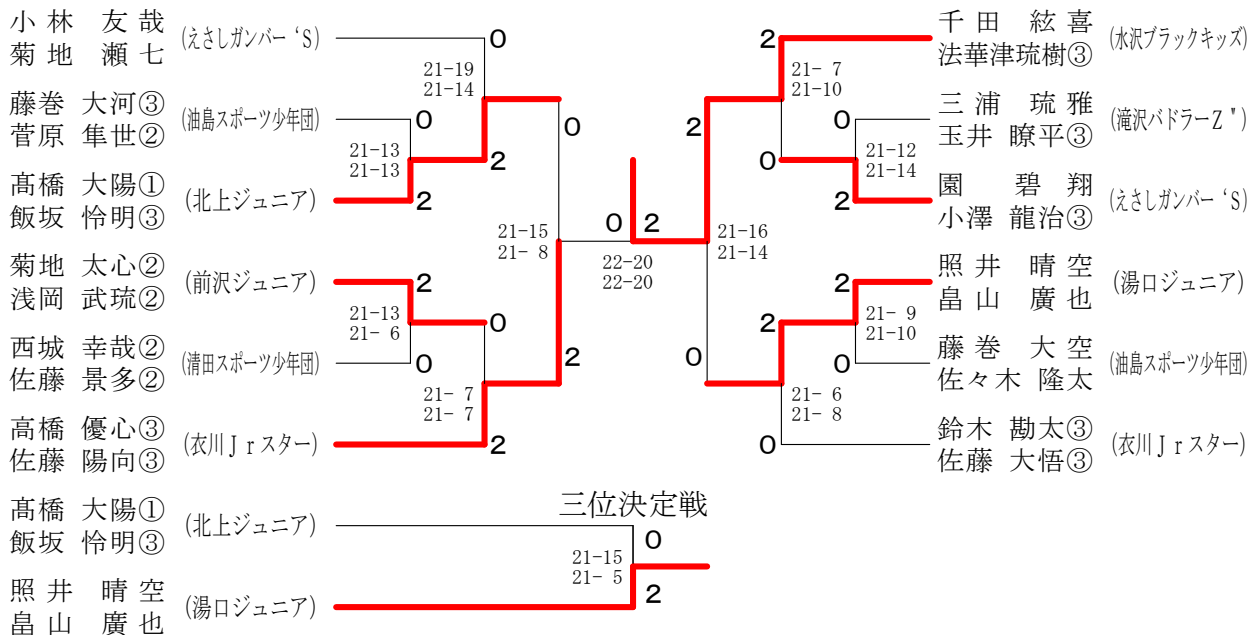 小林 友哉
菊地 瀬七
(えさしガンバー‘S)
0
21-19
21-14
藤巻 大河③
菅原 隼世②
(油島スポーツ少年団)
0
21-13
21-13
2
0
髙橋 大陽①
飯坂 怜明③
(北上ジュニア)
2
21-15
21- 8
菊地 太心②
浅岡 武琉②
(前沢ジュニア)
2
21-13
21- 6
0
西城 幸哉②
佐藤 景多②
(清田スポーツ少年団)
0
2
21- 7
21- 7
高橋 優心③
佐藤 陽向③
(衣川Jrスター)
2
0 2
22-20
22-20
2
千田 絃喜
法華津琉樹③
(水沢ブラックキッズ)
21- 7
21-10
2
0
三浦 琉雅
玉井 瞭平③
(滝沢バドラーZ")
0
21-12
21-14
2
園 碧翔
小澤 龍治③
(えさしガンバー‘S)
21-16
21-14
2
照井 晴空
畠山 廣也
(湯口ジュニア)
2
21- 9
21-10
0
0
藤巻 大空
佐々木 隆太
(油島スポーツ少年団)
21- 6
21- 8
0
鈴木 勘太③
佐藤 大悟③
(衣川Jrスター)
三位決定戦
髙橋 大陽①
飯坂 怜明③
(北上ジュニア)
0
21-15
21- 5
2
照井 晴空
畠山 廣也
(湯口ジュニア)